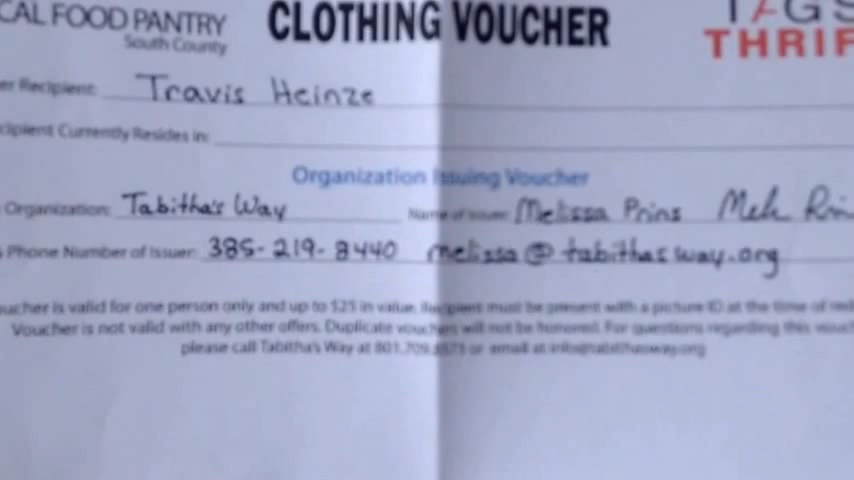 CAL FOOD PANTRY
South County
CLOTHING VOUCHER
TAGS
THRIF
er Recipient: Travis Heinze
cipient Currently Resides in:
Organization Issuing Voucher
Organization: Tabitha's Way Name of Issuer: Melissa Prins
Phone Number of Issuer: 385-219-8440 melissa@tabithasway.org
oucher is valid for one person only and up to $25 in value. Recipient must be present with a picture ID at the time of
Voucher is not valid with any other offers. Duplicate vouchers will not be honored. For questions regarding this vouc
please call Tabitha's Way at 801.709. or email at info@tabithasway.org